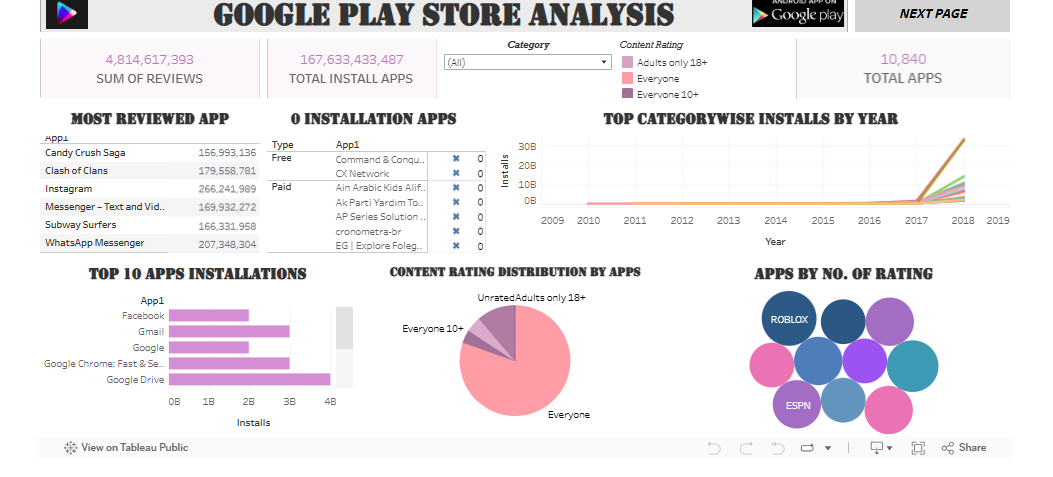 GOOGLE PLAY STORE ANALYSIS
ANDROID APP ON
Google play
NEXT PAGE
4,814,617,393
SUM OF REVIEWS
167,633,433,487
TOTAL INSTALL APPS
Category
(All)
Content Rating
Adults only 18+
Everyone
Everyone 10+
10,840
TOTAL APPS
MOST REVIEWED APP
App1
Candy Crush Saga 156,993,136
Clash of Clans 179,558,781
Instagram 266,241,989
Messenger – Text and Vid.. 169,932,272
Subway Surfers 166,331,958
WhatsApp Messenger 207,348,304
0 INSTALLATION APPS
Type App1
Free Command & Conqu.. 0
CX Network 0
Paid Ain Arabic Kids Alif.. 0
Ak Parti Yardım To.. 0
AP Series Solution .. 0
cronometra-br 0
EG | Explore Foleg.. 0
TOP CATEGORYWISE INSTALLS BY YEAR
Installs
30B
20B
10B
0B
2009 2010 2011 2012 2013 2014 2015 2016 2017 2018 2019
Year
TOP 10 APPS INSTALLATIONS
App1
Facebook
Gmail
Google
Google Chrome: Fast & Se..
Google Drive
0B 1B 2B 3B 4B
Installs
CONTENT RATING DISTRIBUTION BY APPS
Unrated Adults only 18+
Everyone 10+
Everyone
APPS BY NO. OF RATING
ROBLOX
ESPN
View on Tableau Public
Share